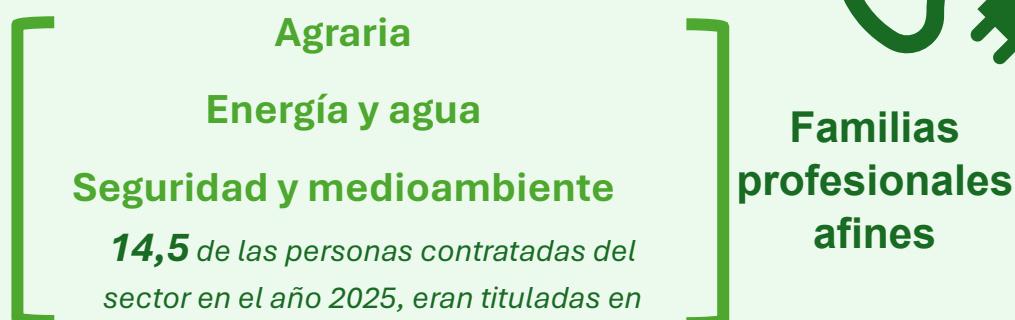 Agraria
Energía y agua
Seguridad y medioambiente
14,5 de las personas contratadas del
sector en el año 2025, eran tituladas en
Familias
profesionales
afines